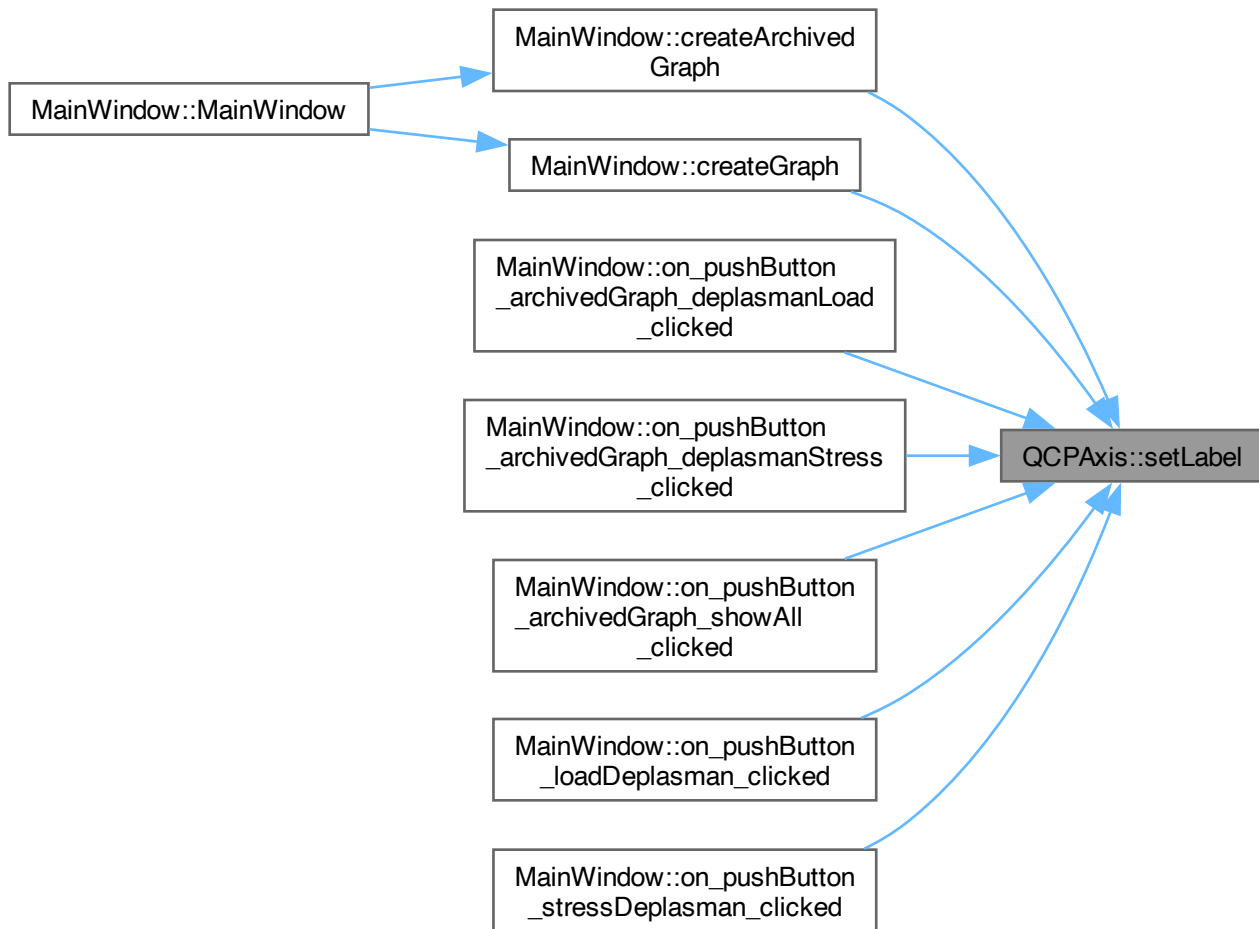 MainWindow::createArchived
Graph
MainWindow::MainWindow
MainWindow::createGraph
MainWindow::on_pushButton
_archivedGraph_deplasmanLoad
_clicked
MainWindow::on_pushButton
_archivedGraph_deplasmanStress
_clicked
QCPAxis::setLabel
MainWindow::on_pushButton
_archivedGraph_showAll
_clicked
MainWindow::on_pushButton
_loadDeplasman_clicked
MainWindow::on_pushButton
_stressDeplasman_clicked